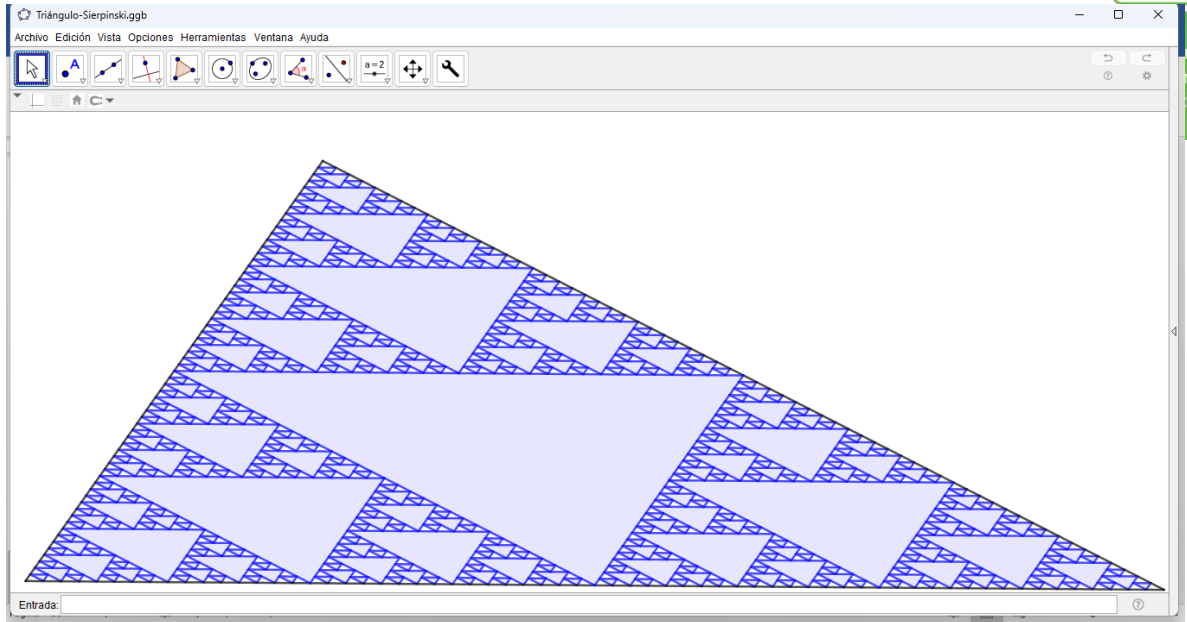 Triángulo-Sierpinski.ggb
Archivo Edición Vista Opciones Herramientas Ventana Ayuda
A
α
a=2
Entrada: